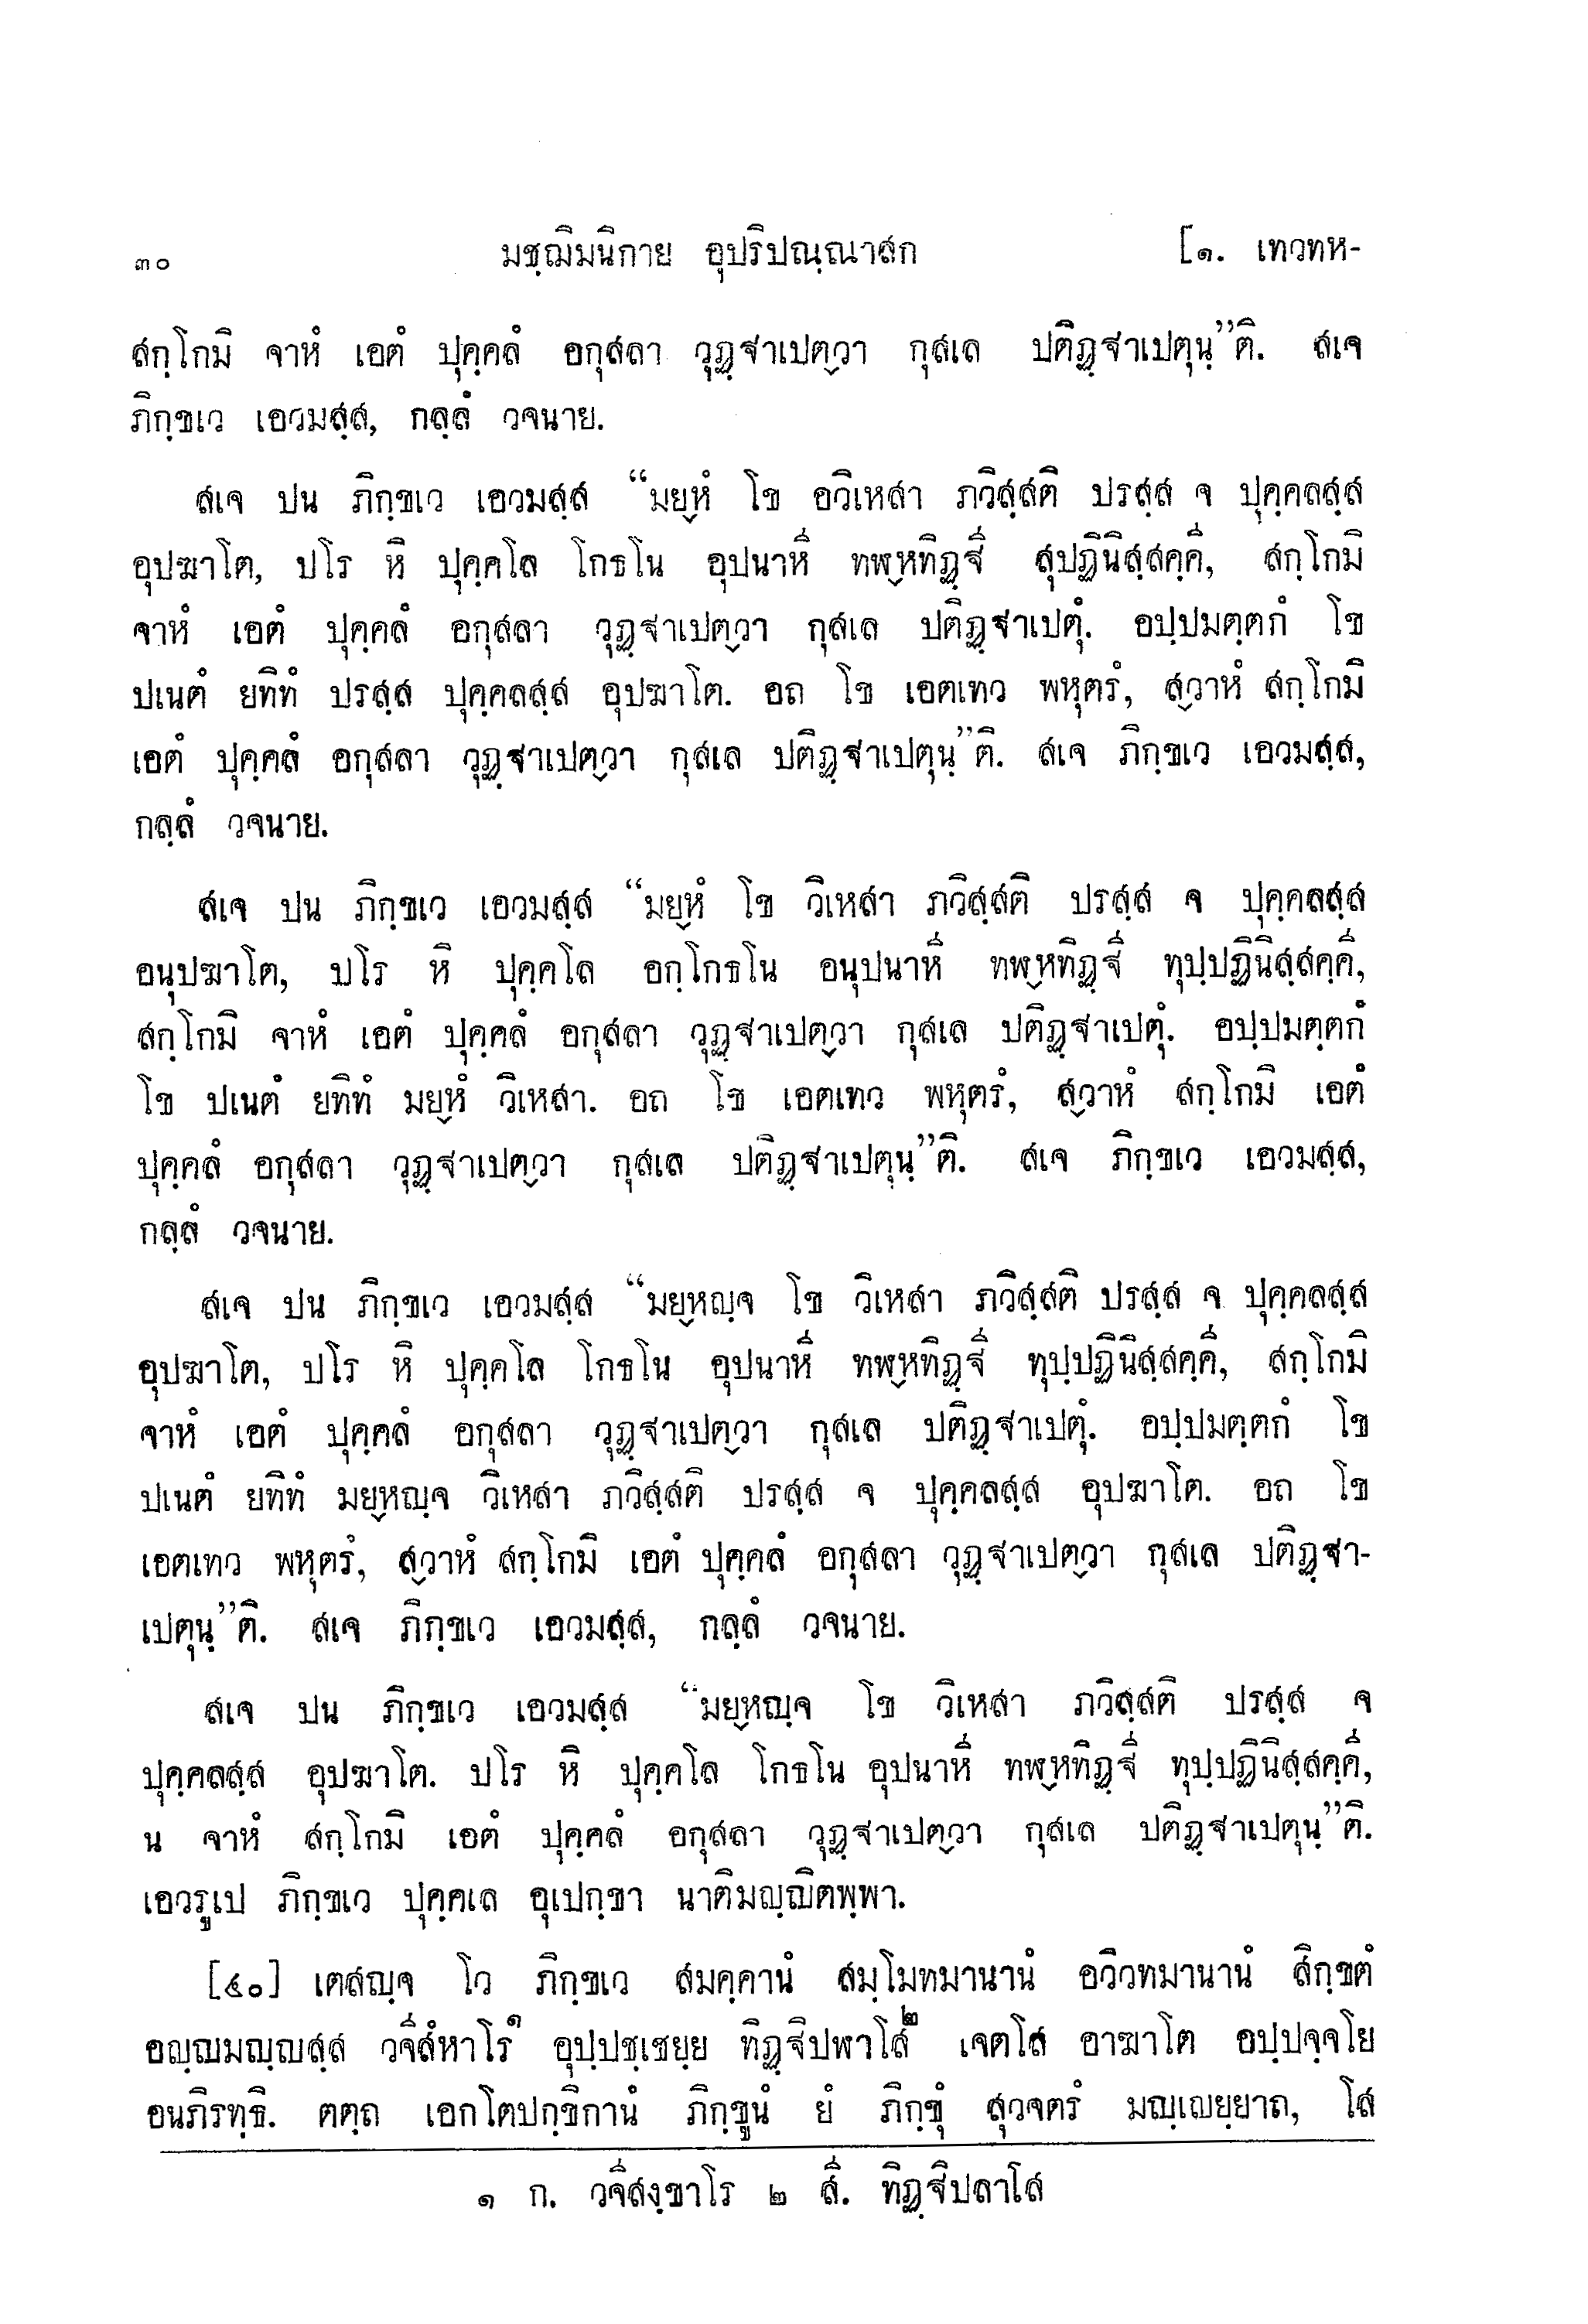 ๓๐ มชฺฌิมนิกาย อุปริปณฺณาสก [๑. เทวทห-
สกฺโกมิ จาหํ เอตํ ปุคฺคลํ อกุสลา วุฏฺฐาเปตฺวา กุสเล ปติฏฺฐาเปตุนฺ”ติ. สเจ
ภิกฺขเว เอวมสฺส, กลฺลํ วจนาย.
สเจ ปน ภิกฺขเว เอวมสฺส “มยฺหํ โข อวิเหสา ภวิสฺสติ ปรสฺส จ ปุคฺคลสฺส
อุปฆาโต, ปโร หิ ปุคฺคโล โกธโน อุปนาหี ทฬฺหทิฏฺฐี สุปฏินิสฺสคฺคี, สกฺโกมิ
จาหํ เอตํ ปุคฺคลํ อกุสลา วุฏฺฐาเปตฺวา กุสเล ปติฏฺฐาเปตุํ. อปฺปมตฺตกํ โข
ปเนตํ ยทิทํ ปรสฺส ปุคฺคลสฺส อุปฆาโต. อถ โข เอตเทว พหุตรํ, สฺวาหํ สกฺโกมิ
เอตํ ปุคฺคลํ อกุสลา วุฏฺฐาเปตฺวา กุสเล ปติฏฺฐาเปตุนฺ”ติ. สเจ ภิกฺขเว เอวมสฺส,
กลฺลํ วจนาย.
สเจ ปน ภิกฺขเว เอวมสฺส “มยฺหํ โข วิเหสา ภวิสฺสติ ปรสฺส จ ปุคฺคลสฺส
อนุปฆาโต, ปโร หิ ปุคฺคโล อกฺโกธโน อนุปนาหี ทฬฺหทิฏฺฐี ทุปฺปฏินิสฺสคฺคี,
สกฺโกมิ จาหํ เอตํ ปุคฺคลํ อกุสลา วุฏฺฐาเปตฺวา กุสเล ปติฏฺฐาเปตุํ. อปฺปมตฺตกํ
โข ปเนตํ ยทิทํ มยฺหํ วิเหสา. อถ โข เอตเทว พหุตรํ, สฺวาหํ สกฺโกมิ เอตํ
ปุคฺคลํ อกุสลา วุฏฺฐาเปตฺวา กุสเล ปติฏฺฐาเปตุนฺ”ติ. สเจ ภิกฺขเว เอวมสฺส,
กลฺลํ วจนาย.
สเจ ปน ภิกฺขเว เอวมสฺส “มยฺหญฺจ โข วิเหสา ภวิสฺสติ ปรสฺส จ ปุคฺคลสฺส
อุปฆาโต, ปโร หิ ปุคฺคโล โกธโน อุปนาหี ทฬฺหทิฏฺฐี ทุปฺปฏินิสฺสคฺคี, สกฺโกมิ
จาหํ เอตํ ปุคฺคลํ อกุสลา วุฏฺฐาเปตฺวา กุสเล ปติฏฺฐาเปตุํ. อปฺปมตฺตกํ โข
ปเนตํ ยทิทํ มยฺหญฺจ วิเหสา ภวิสฺสติ ปรสฺส จ ปุคฺคลสฺส อุปฆาโต. อถ โข
เอตเทว พหุตรํ, สฺวาหํ สกฺโกมิ เอตํ ปุคฺคลํ อกุสลา วุฏฺฐาเปตฺวา กุสเล ปติฏฺฐา-
เปตุนฺ”ติ. สเจ ภิกฺขเว เอวมสฺส, กลฺลํ วจนาย.
สเจ ปน ภิกฺขเว เอวมสฺส “มยฺหญฺจ โข วิเหสา ภวิสฺสติ ปรสฺส จ
ปุคฺคลสฺส อุปฆาโต. ปโร หิ ปุคฺคโล โกธโน อุปนาหี ทฬฺหทิฏฺฐี ทุปฺปฏินิสฺสคฺคี,
น จาหํ สกฺโกมิ เอตํ ปุคฺคลํ อกุสลา วุฏฺฐาเปตฺวา กุสเล ปติฏฺฐาเปตุนฺ”ติ.
เอวรูเป ภิกฺขเว ปุคฺคเล อุเปกฺขา นาติมญฺญิตพฺพา.
[๕๐] เตสญฺจ โว ภิกฺขเว สมคฺคานํ สมฺโมทมานานํ อวิวทมานานํ สิกฺขตํ
อญฺญมญฺญสฺส วจีสํหาโร๑ อุปฺปชฺเชยฺย ทิฏฺฐิปฬาโส๒ เจตโส อาฆาโต อปฺปจฺจโย
อนภิรทฺธิ. ตตฺถ เอกโตปกฺขิกานํ ภิกฺขูนํ ยํ ภิกฺขุํ สุวจตรํ มญฺเญยฺยาถ, โส
๑ ก. วจีสงฺขาโร ๒ สี. ทิฏฺฐิปลาโส